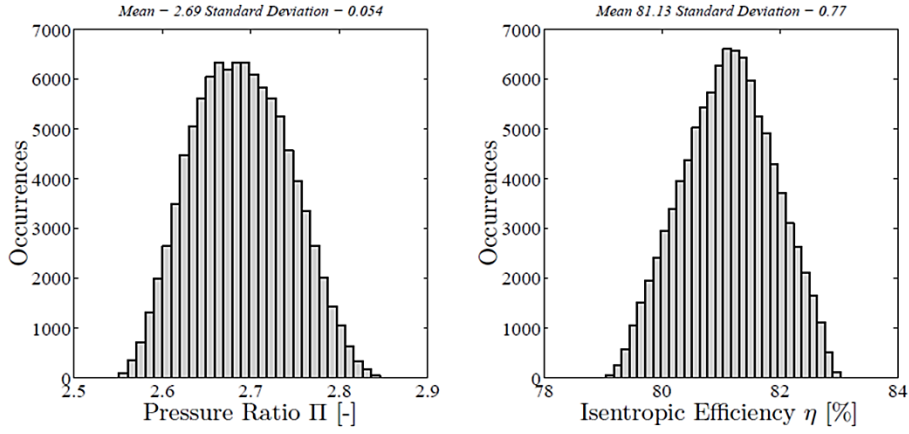 Mean − 2.69 Standard Deviation − 0.054
7000
6000
5000
4000
3000
2000
1000
0
Occurrences
2.5 2.6 2.7 2.8 2.9
Pressure Ratio Π [-]
Mean 81.13 Standard Deviation − 0.77
7000
6000
5000
4000
3000
2000
1000
0
Occurrences
78 80 82 84
Isentropic Efficiency η [%]